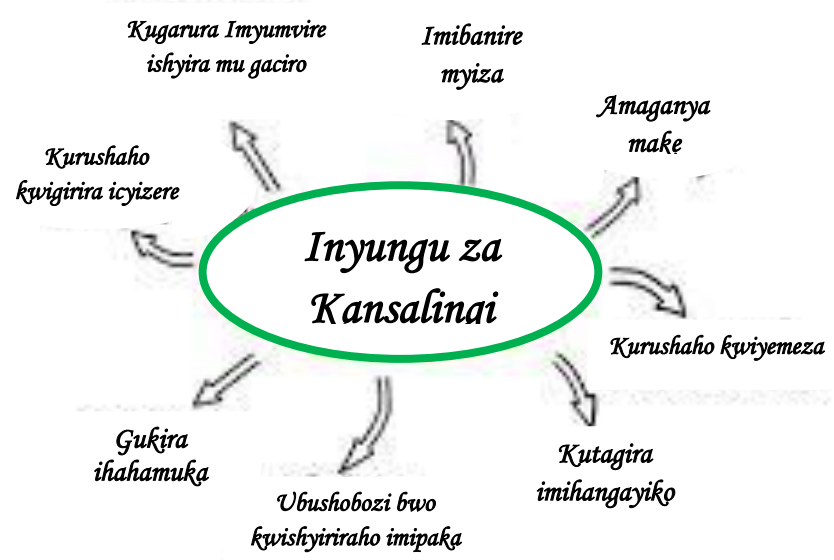 Kugarura Imyumvire
ishyira mu gaciro
Imibanire
myiza
Amaganya
make
Kurushaho
kwigirira icyizere
Inyungu za
Kansalingi
Kurushaho kwiyemeza
Gukira
ihahamuka
Kutagira
imihangayiko
Ubushobozi bwo
kwishyiriraho imipaka